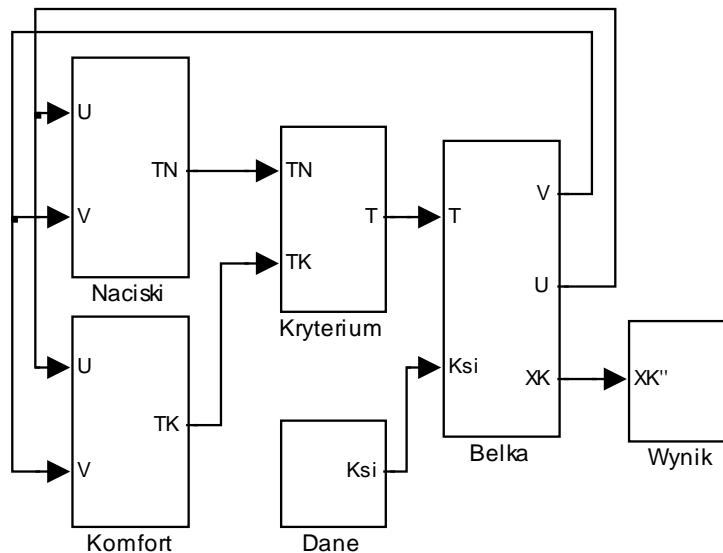 U
V
TN
Naciski
TN
TK
T
Kryterium
T
Ksi
V
U
XK
Belka
XK"
Wynik
U
V
TK
Komfort
Ksi
Dane